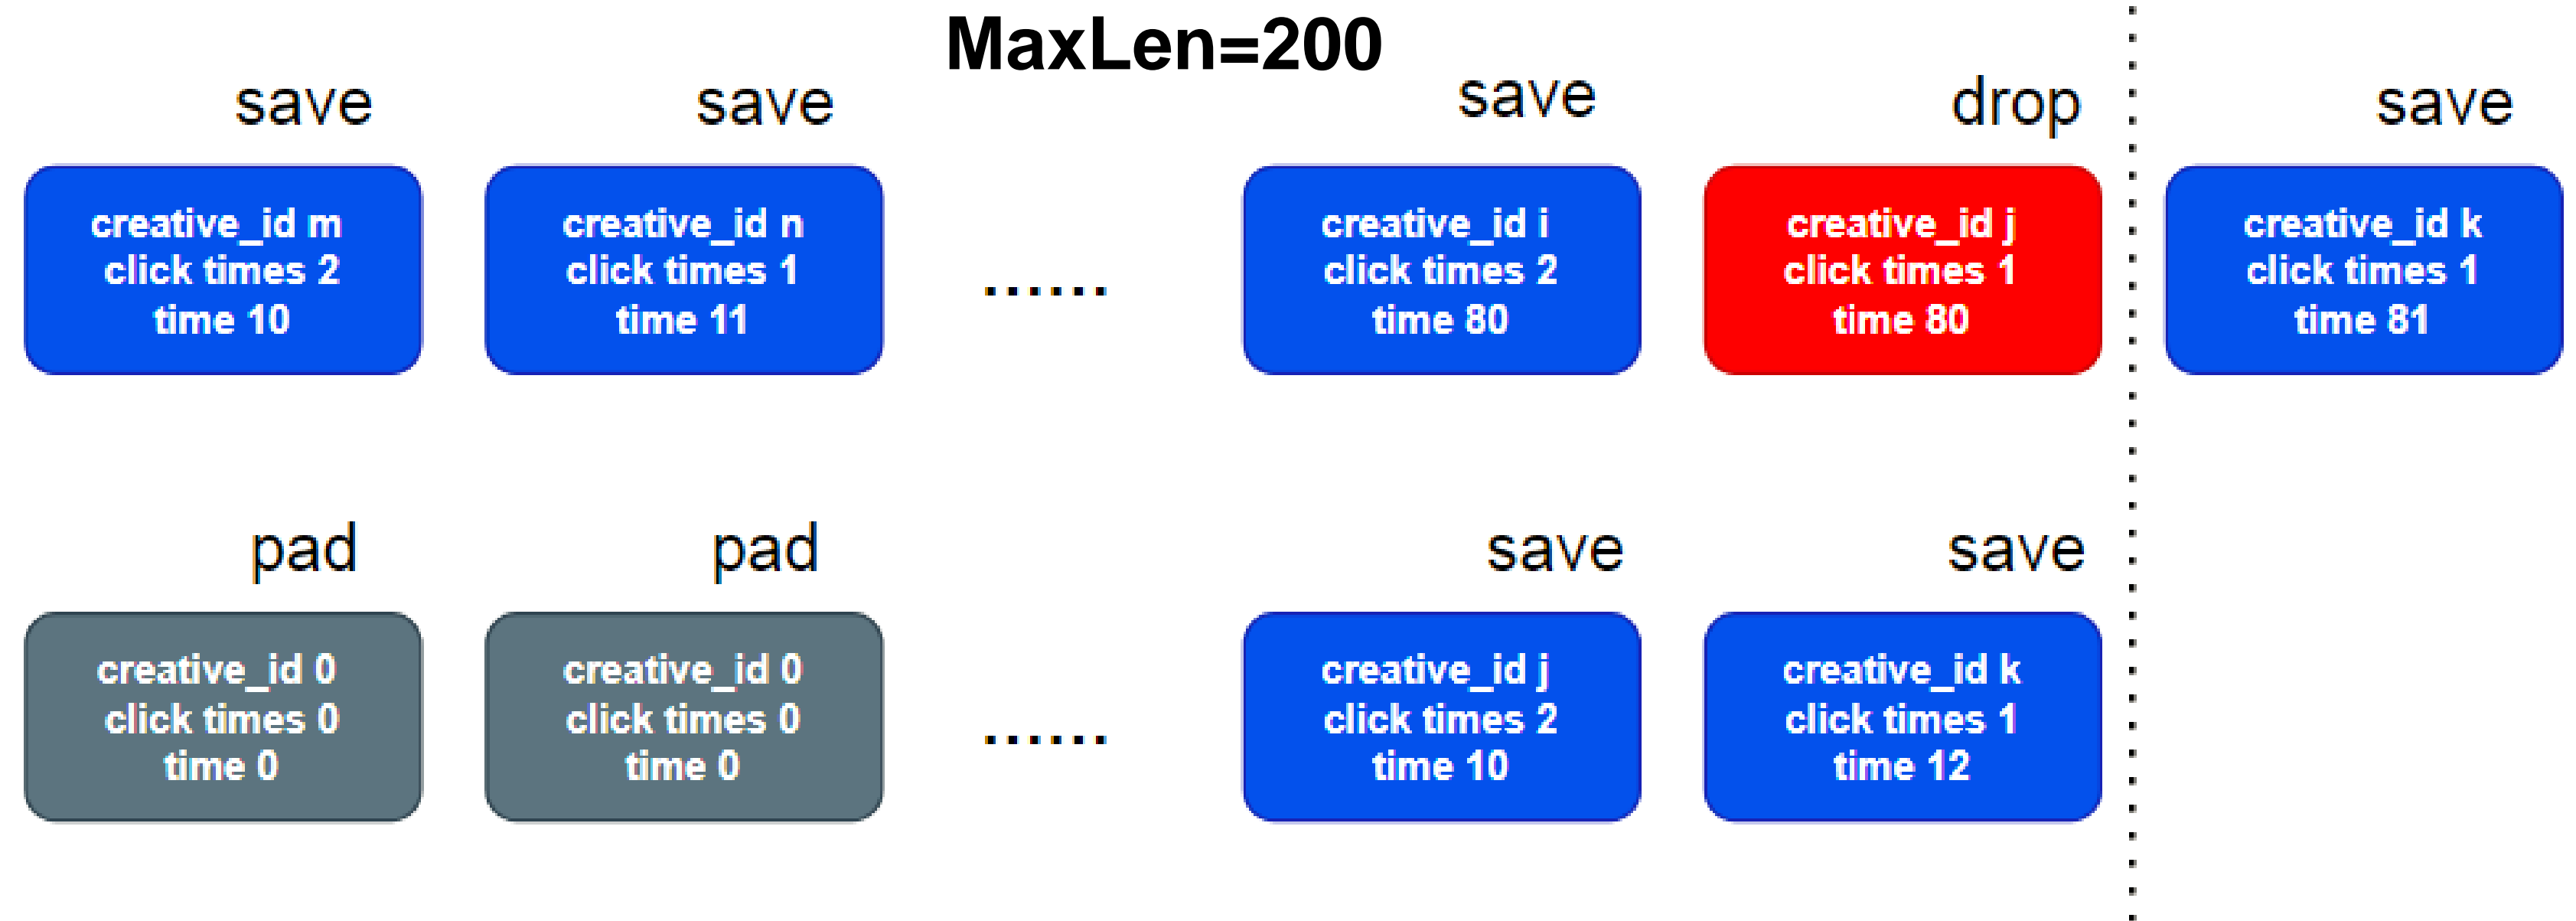 MaxLen=200
save
save
save
drop
save
creative_id m
click times 2
time 10
creative_id n
click times 1
time 11
......
creative_id i
click times 2
time 80
creative_id j
click times 1
time 80
creative_id k
click times 1
time 81
pad
pad
save
save
creative_id 0
click times 0
time 0
creative_id 0
click times 0
time 0
......
creative_id j
click times 2
time 10
creative_id k
click times 1
time 12